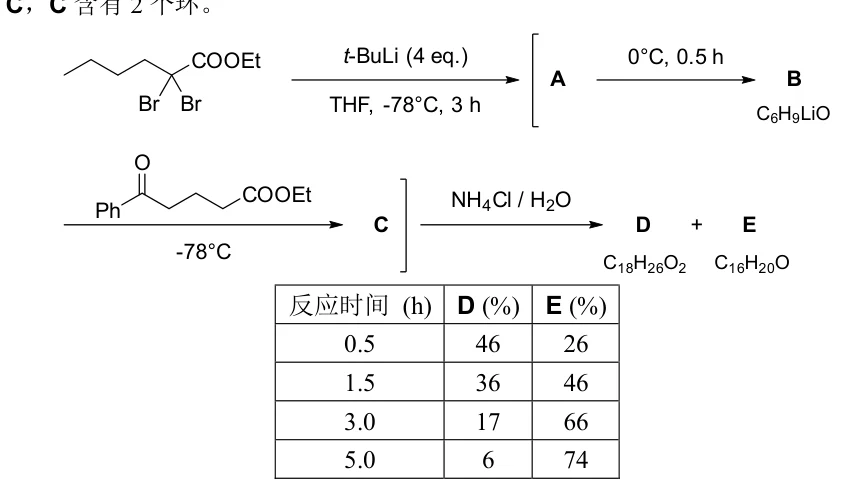 C，C 含有 2 个环。
COOEt
Br Br
t-BuLi (4 eq.)
THF, -78°C, 3 h
A
0°C, 0.5 h
B
C₆H₉LiO
O
Ph
COOEt
-78°C
C
NH₄Cl / H₂O
D + E
C₁₈H₂₆O₂ C₁₆H₂₀O
反应时间 (h) D (%) E (%)
0.5 46 26
1.5 36 46
3.0 17 66
5.0 6 74